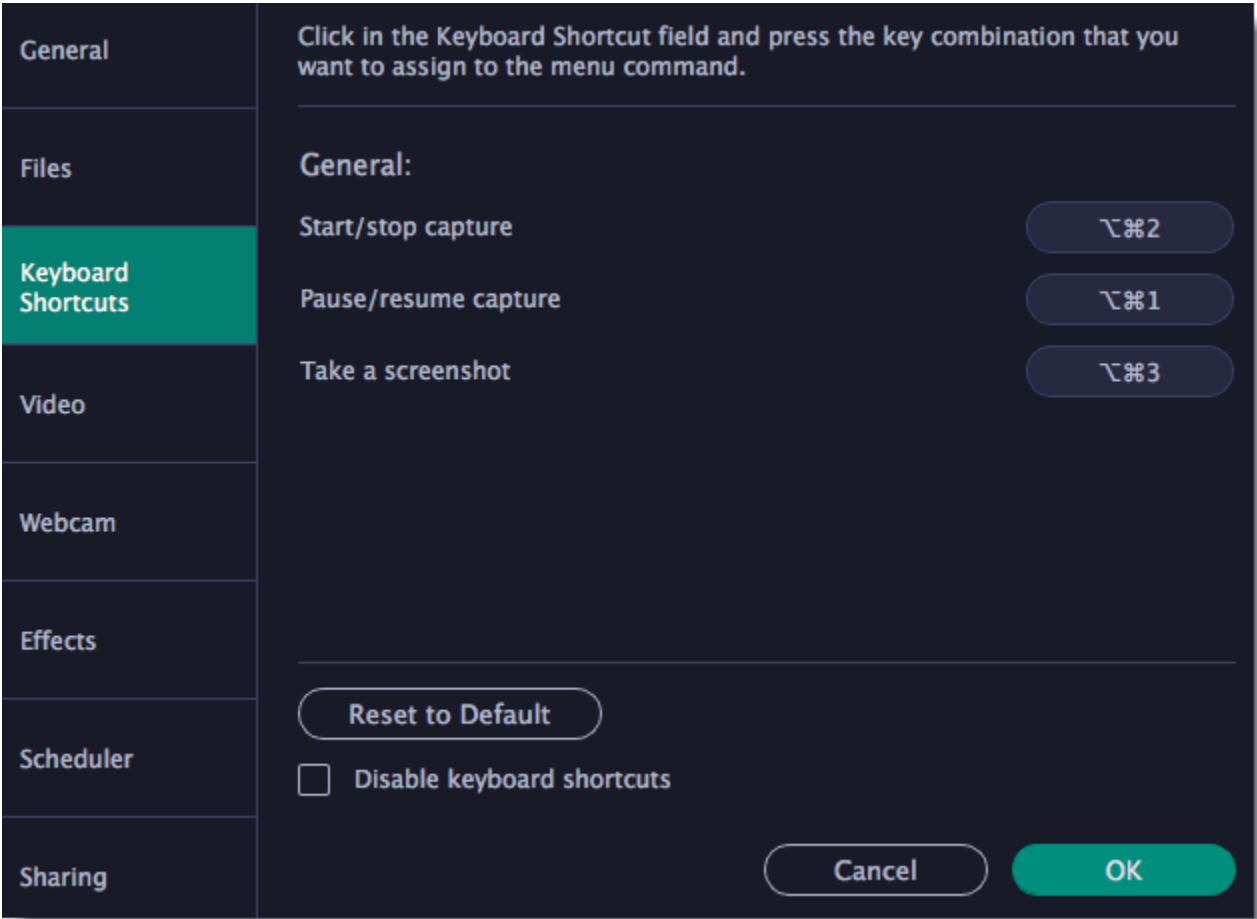 General
Files
Keyboard
Shortcuts
Video
Webcam
Effects
Scheduler
Sharing
Click in the Keyboard Shortcut field and press the key combination that you
want to assign to the menu command.
General:
Start/stop capture ⌥⌘2
Pause/resume capture ⌥⌘1
Take a screenshot ⌥⌘3
Reset to Default
Disable keyboard shortcuts
Cancel OK